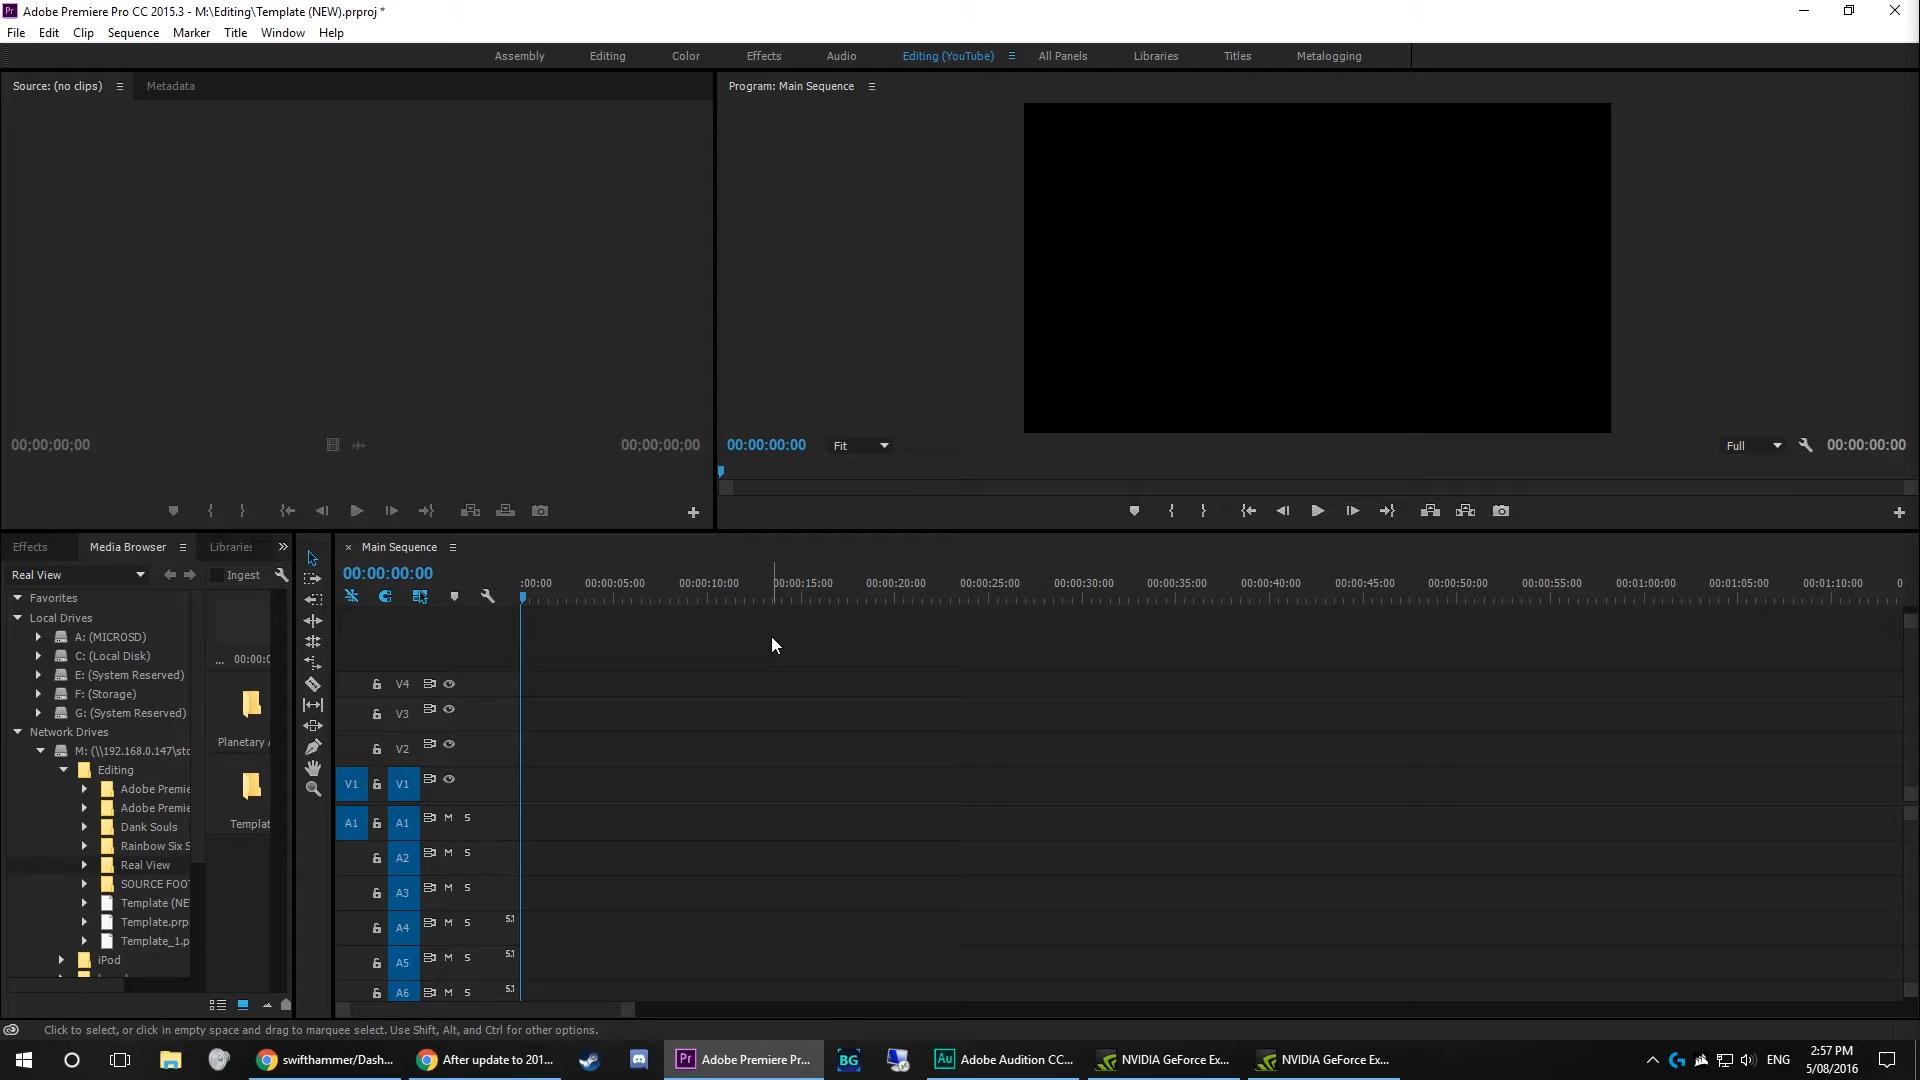 Adobe Premiere Pro CC 2015.3 - M:\Editing\Template (NEW).prproj *
File Edit Clip Sequence Marker Title Window Help
Assembly Editing Color Effects Audio Editing (YouTube) All Panels Libraries Titles Metalogging
Source: (no clips) Metadata
Program: Main Sequence
00;00;00;00 00;00;00;00
00:00:00:00 Fit Full 00:00:00:00
Effects Media Browser Libraries
Real View Ingest
Favorites
Local Drives
A: (MICROSD)
C: (Local Disk)
E: (System Reserved)
F: (Storage)
G: (System Reserved)
Network Drives
M: (\\192.168.0.147\sto
Editing
Adobe Premie
Adobe Premie
Dank Souls
Rainbow Six S
Real View
SOURCE FOO
Template (NE
Template.prp
Template_1.p
iPod
... 00:00:0
Planetary
Templat
Main Sequence
00:00:00:00
:00:00 00:00:05:00 00:00:10:00 00:00:15:00 00:00:20:00 00:00:25:00 00:00:30:00 00:00:35:00 00:00:40:00 00:00:45:00 00:00:50:00 00:00:55:00 00:01:00:00 00:01:05:00 00:01:10:00 0
V4
V3
V2
V1 V1
A1 A1 M S
A2 M S
A3 M S
A4 M S 5.1
A5 M S 5.1
A6 M S 5.1
Click to select, or click in empty space and drag to marquee select. Use Shift, Alt, and Ctrl for other options.
swifthammer/Dash... After update to 201... Pr Adobe Premiere Pr... BG Au Adobe Audition CC... NVIDIA GeForce Ex... NVIDIA GeForce Ex... ENG 2:57 PM
5/08/2016